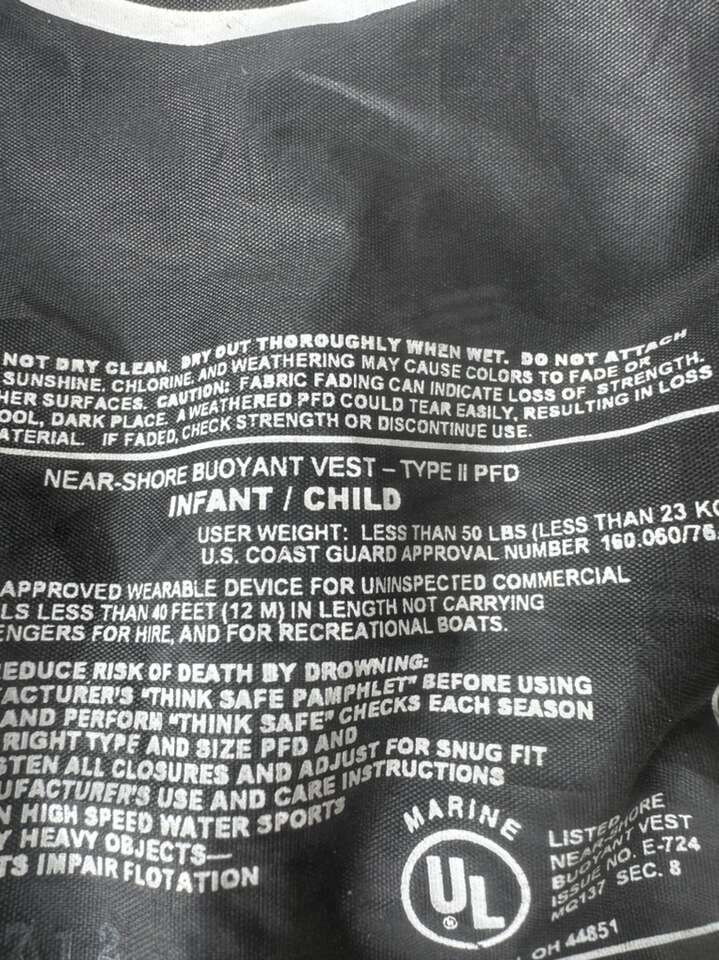 NOT DRY CLEAN. DRY OUT THOROUGHLY WHEN WET. DO NOT ATTACH
SUNSHINE, CHLORINE, AND WEATHERING MAY CAUSE COLORS TO FADE OR
HER SURFACES. CAUTION: FABRIC FADING CAN INDICATE LOSS OF STRENGTH.
OOL, DARK PLACE. A WEATHERED PFD COULD TEAR EASILY, RESULTING IN LOSS
ATERIAL. IF FADED, CHECK STRENGTH OR DISCONTINUE USE.
NEAR-SHORE BUOYANT VEST – TYPE II PFD
INFANT / CHILD
USER WEIGHT: LESS THAN 50 LBS (LESS THAN 23 KG
U.S. COAST GUARD APPROVAL NUMBER 160.060/76
APPROVED WEARABLE DEVICE FOR UNINSPECTED COMMERCIAL
LS LESS THAN 40 FEET (12 M) IN LENGTH NOT CARRYING
ENGERS FOR HIRE, AND FOR RECREATIONAL BOATS.
EDUCE RISK OF DEATH BY DROWNING:
ACTURER'S "THINK SAFE PAMPHLET" BEFORE USING
AND PERFORM "THINK SAFE" CHECKS EACH SEASON
RIGHT TYPE AND SIZE PFD AND
STEN ALL CLOSURES AND ADJUST FOR SNUG FIT
UFACTURER'S USE AND CARE INSTRUCTIONS
N HIGH SPEED WATER SPORTS
Y HEAVY OBJECTS—
TS IMPAIR FLOTATION
MARINE
UL
®
LISTED
NEAR-SHORE
BUOYANT VEST
ISSUE NO. E-724
MQ137 SEC. 8
OH 44851